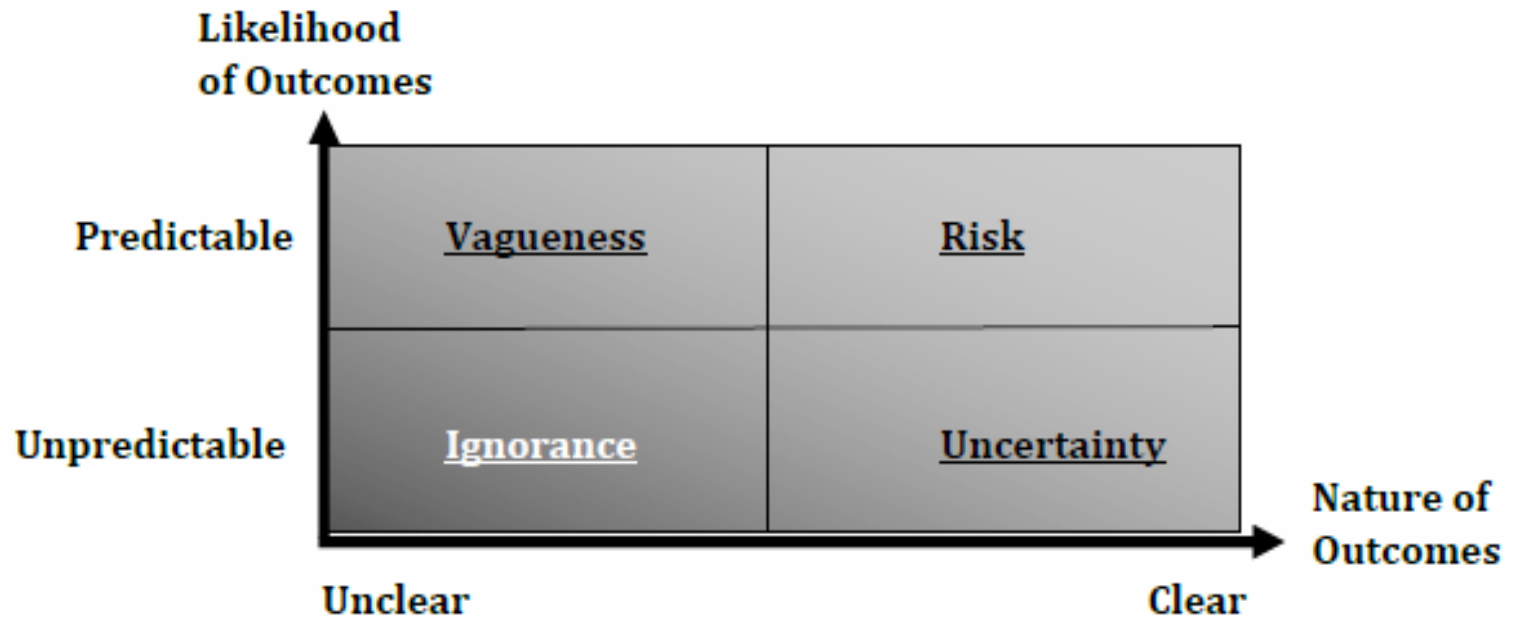 Likelihood
of Outcomes
Predictable
Vagueness
Risk
Unpredictable
Ignorance
Uncertainty
Nature of
Outcomes
Unclear
Clear